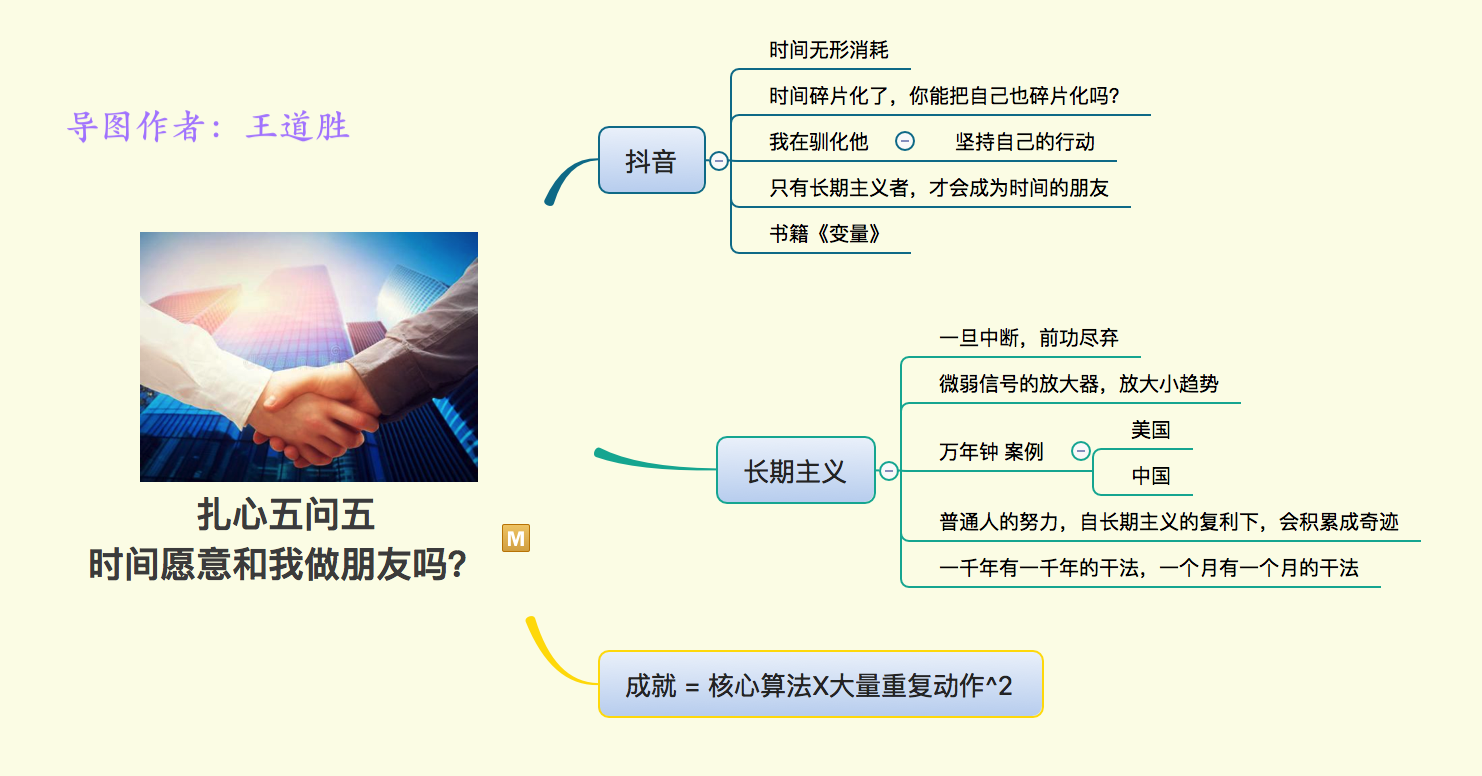 导图作者：王道胜
扎心五问五
时间愿意和我做朋友吗？
M
抖音
时间无形消耗
时间碎片化了，你能把自己也碎片化吗？
我在驯化他
坚持自己的行动
只有长期主义者，才会成为时间的朋友
书籍《变量》
长期主义
一旦中断，前功尽弃
微弱信号的放大器，放大小趋势
万年钟 案例
美国
中国
普通人的努力，自长期主义的复利下，会积累成奇迹
一千年有一千年的干法，一个月有一个月的干法
成就 = 核心算法X大量重复动作^2